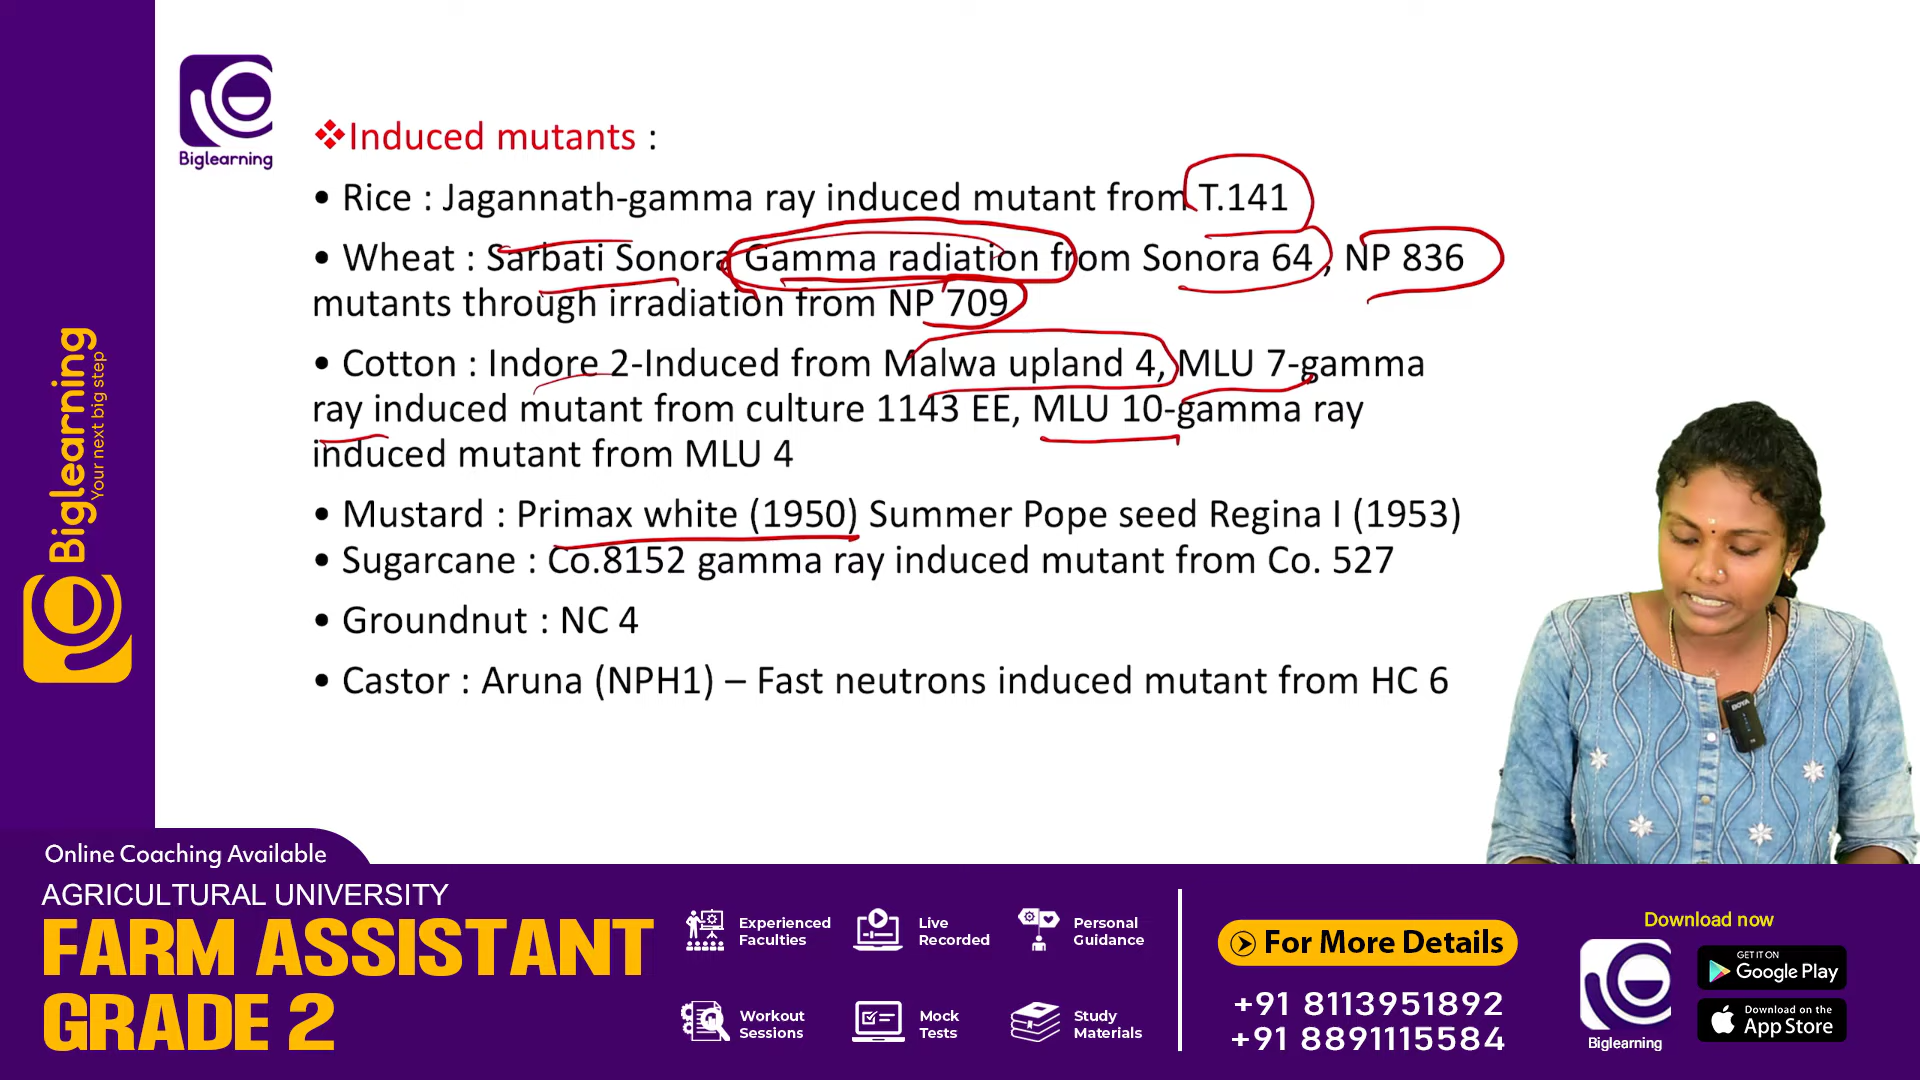 Biglearning
❖Induced mutants :
• Rice : Jagannath-gamma ray induced mutant from T.141
• Wheat : Sarbati Sonora Gamma radiation from Sonora 64 , NP 836
mutants through irradiation from NP 709
• Cotton : Indore 2-Induced from Malwa upland 4, MLU 7-gamma
ray induced mutant from culture 1143 EE, MLU 10-gamma ray
induced mutant from MLU 4
• Mustard : Primax white (1950) Summer Pope seed Regina I (1953)
• Sugarcane : Co.8152 gamma ray induced mutant from Co. 527
• Groundnut : NC 4
• Castor : Aruna (NPH1) – Fast neutrons induced mutant from HC 6
Biglearning
Your next big step
BOYA
Online Coaching Available
AGRICULTURAL UNIVERSITY
FARM ASSISTANT
GRADE 2
Experienced
Faculties
Live
Recorded
Personal
Guidance
Workout
Sessions
Mock
Tests
Study
Materials
For More Details
+91 8113951892
+91 8891115584
Download now
Biglearning
GET IT ON
Google Play
Download on the
App Store